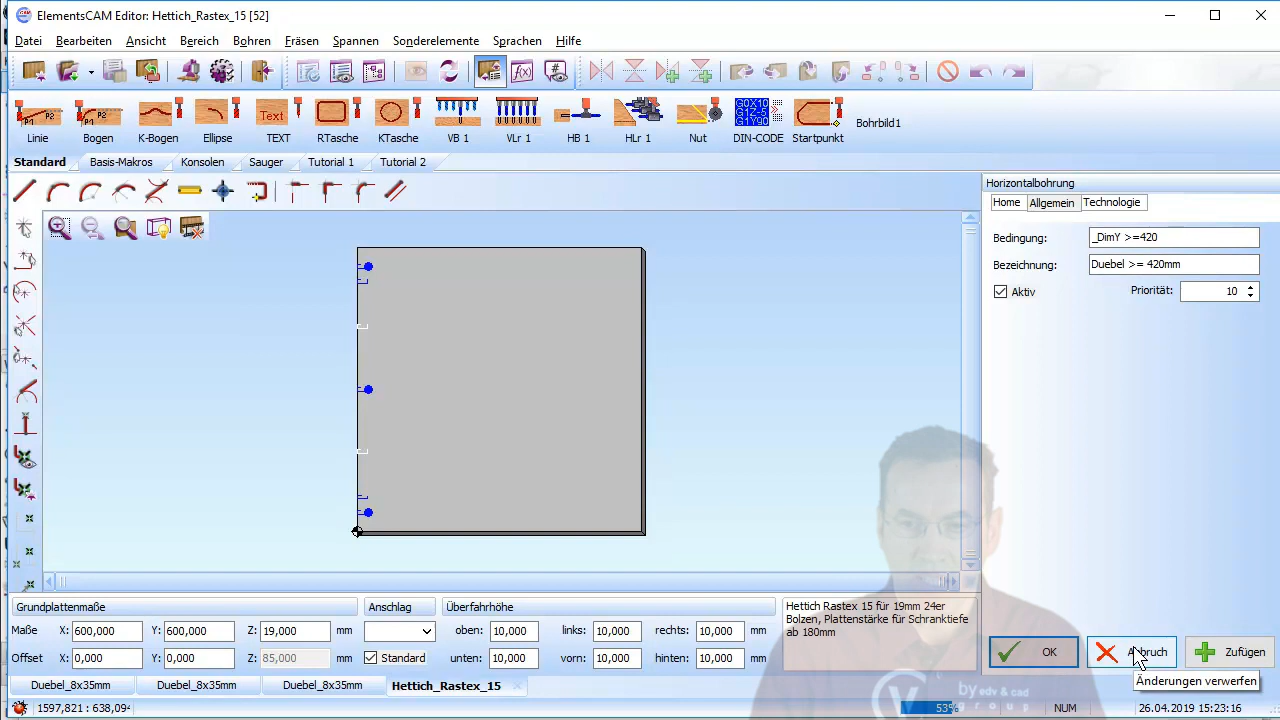 ElementsCAM Editor: Hettich_Rastex_15 [52]
Datei Bearbeiten Ansicht Bereich Bohren Fräsen Spannen Sonderelemente Sprachen Hilfe
Linie Bogen K-Bogen Ellipse TEXT RTasche KTasche VB 1 VLr 1 HB 1 HLr 1 Nut DIN-CODE Startpunkt Bohrbild1
Standard Basis-Makros Konsolen Sauger Tutorial 1 Tutorial 2
Horizontalbohrung
Home Allgemein Technologie
Bedingung: _DimY >=420
Bezeichnung: Duebel >= 420mm
Aktiv Priorität: 10
Grundplattenmaße Anschlag Überfahrhöhe
Maße X: 600,000 Y: 600,000 Z: 19,000 mm oben: 10,000 links: 10,000 rechts: 10,000 mm
Offset X: 0,000 Y: 0,000 Z: 85,000 mm Standard unten: 10,000 vorn: 10,000 hinten: 10,000 mm
Hettich Rastex 15 für 19mm 24er
Bolzen, Plattenstärke für Schranktiefe
ab 180mm
OK Abbruch Zufügen
Änderungen verwerfen
Duebel_8x35mm Duebel_8x35mm Duebel_8x35mm Hettich_Rastex_15
by edv & cad
group
1597,821 : 638,094 53% NUM 26.04.2019 15:23:16